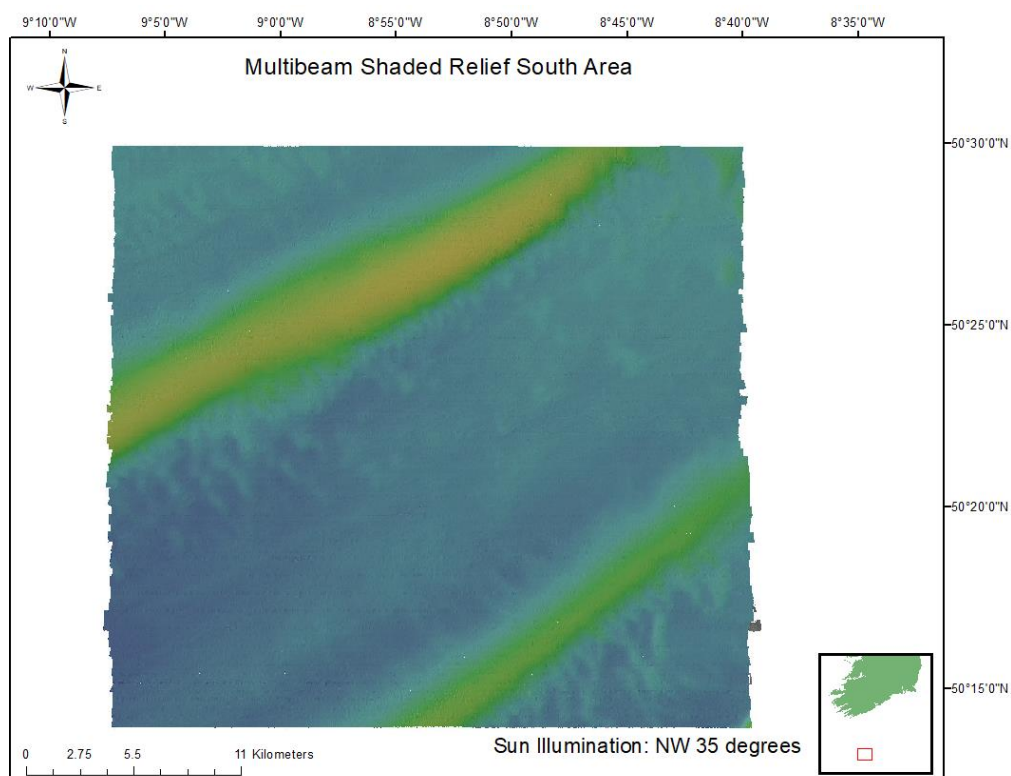 9°10'0"W 9°5'0"W 9°0'0"W 8°55'0"W 8°50'0"W 8°45'0"W 8°40'0"W 8°35'0"W
Multibeam Shaded Relief South Area
N
W E
S
50°30'0"N
50°25'0"N
50°20'0"N
50°15'0"N
Sun Illumination: NW 35 degrees
0 2.75 5.5 11 Kilometers